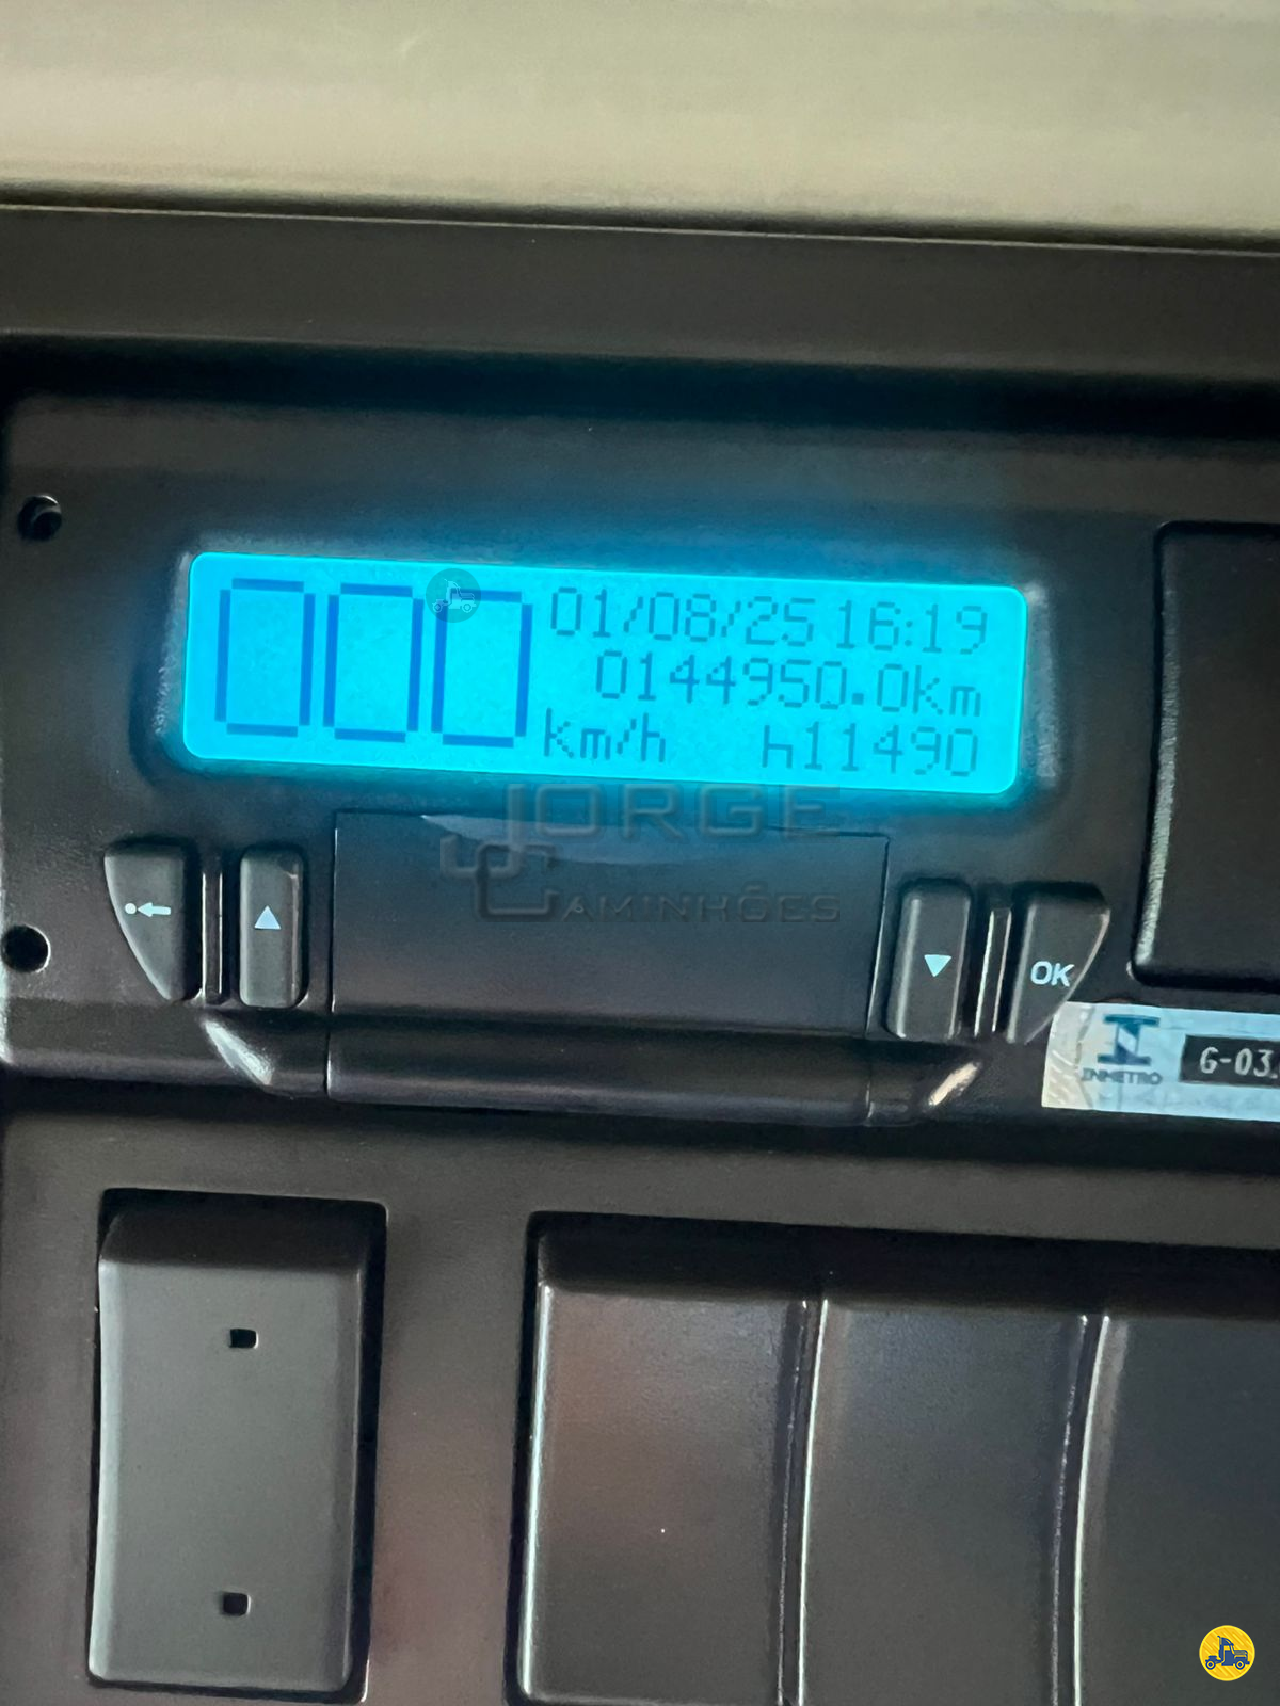 000
01/08/25 16:19
0144950.0Km
km/h h11490
JORGE
CAMINHÕES
OK
INMETRO
G-03.